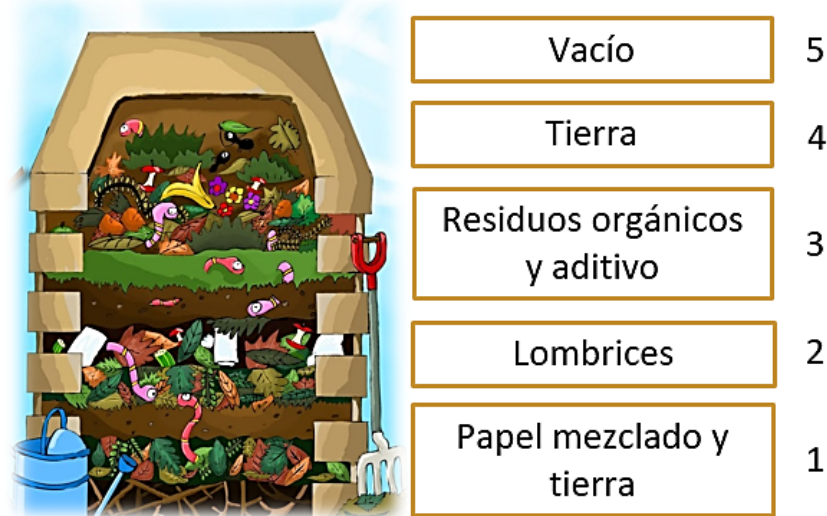 Vacío 5
Tierra 4
Residuos orgánicos
y aditivo 3
Lombrices 2
Papel mezclado y
tierra 1